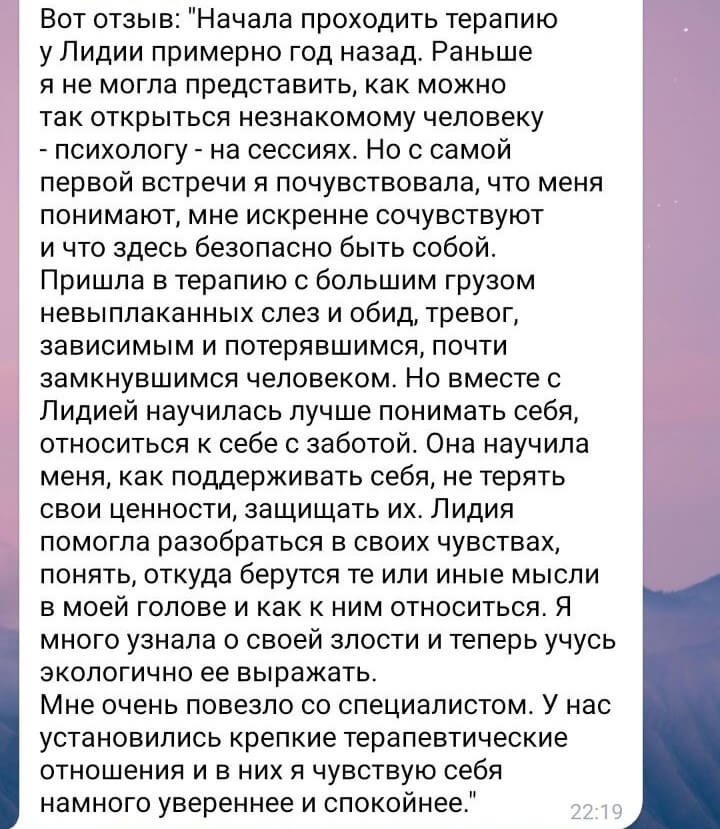 Вот отзыв: "Начала проходить терапию
у Лидии примерно год назад. Раньше
я не могла представить, как можно
так открыться незнакомому человеку
- психологу - на сессиях. Но с самой
первой встречи я почувствовала, что меня
понимают, мне искренне сочувствуют
и что здесь безопасно быть собой.
Пришла в терапию с большим грузом
невыплаканных слез и обид, тревог,
зависимым и потерявшимся, почти
замкнувшимся человеком. Но вместе с
Лидией научилась лучше понимать себя,
относиться к себе с заботой. Она научила
меня, как поддерживать себя, не терять
свои ценности, защищать их. Лидия
помогла разобраться в своих чувствах,
понять, откуда берутся те или иные мысли
в моей голове и как к ним относиться. Я
много узнала о своей злости и теперь учусь
экологично ее выражать.
Мне очень повезло со специалистом. У нас
установились крепкие терапевтические
отношения и в них я чувствую себя
намного увереннее и спокойнее."
22:19